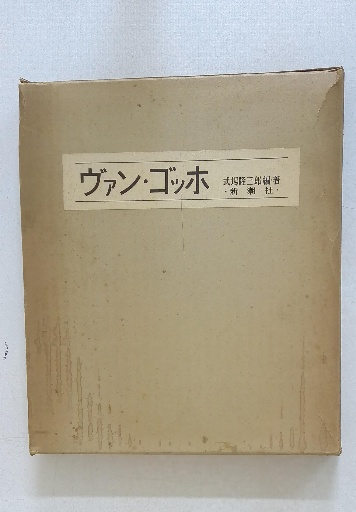 ヴァン・ゴッホ
式場隆三郎編・著
・新潮社・